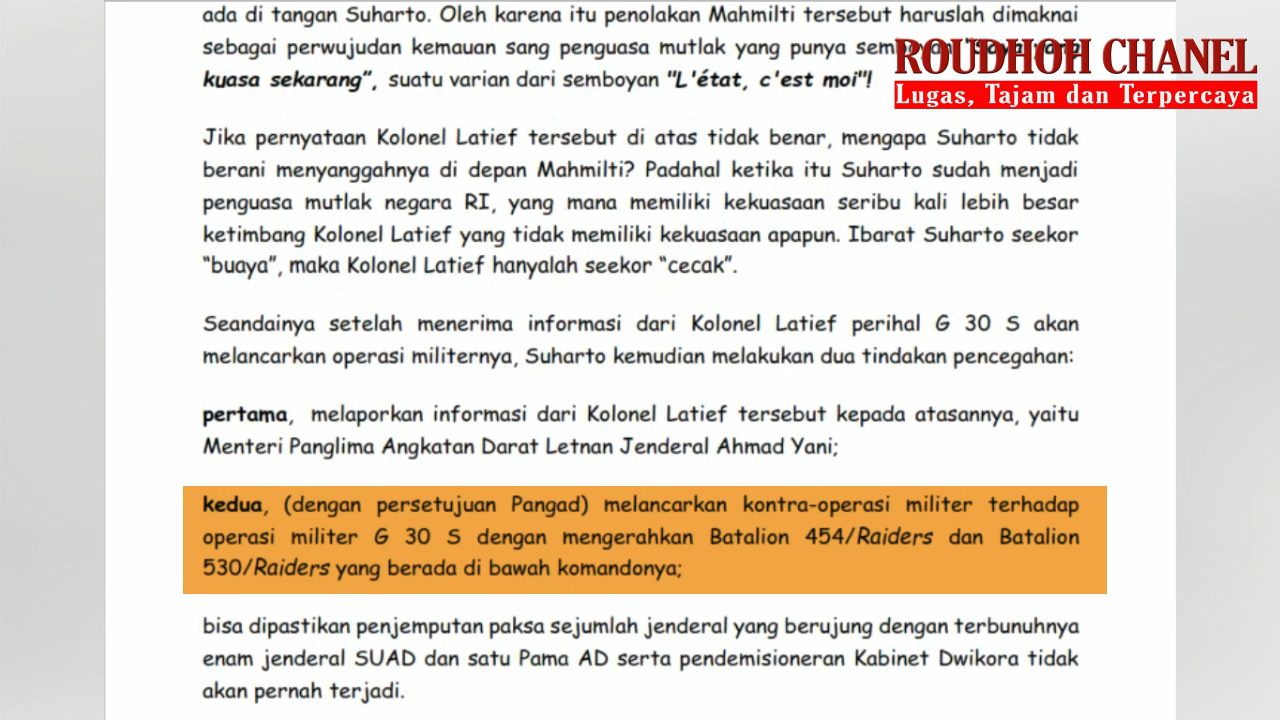 ada di tangan Suharto. Oleh karena itu penolakan Mahmilti tersebut haruslah dimaknai
sebagai perwujudan kemauan sang penguasa mutlak yang punya
kuasa sekarang”, suatu varian dari semboyan "L'état, c'est moi"!
ROUDHOH CHANEL
Lugas, Tajam dan Terpercaya
Jika pernyataan Kolonel Latief tersebut di atas tidak benar, mengapa Suharto tidak
berani menyanggahnya di depan Mahmilti? Padahal ketika itu Suharto sudah menjadi
penguasa mutlak negara RI, yang mana memiliki kekuasaan seribu kali lebih besar
ketimbang Kolonel Latief yang tidak memiliki kekuasaan apapun. Ibarat Suharto seekor
“buaya”, maka Kolonel Latief hanyalah seekor “cecak”.
Seandainya setelah menerima informasi dari Kolonel Latief perihal G 30 S akan
melancarkan operasi militernya, Suharto kemudian melakukan dua tindakan pencegahan:
pertama, melaporkan informasi dari Kolonel Latief tersebut kepada atasannya, yaitu
Menteri Panglima Angkatan Darat Letnan Jenderal Ahmad Yani;
kedua, (dengan persetujuan Pangad) melancarkan kontra-operasi militer terhadap
operasi militer G 30 S dengan mengerahkan Batalion 454/Raiders dan Batalion
530/Raiders yang berada di bawah komandonya;
bisa dipastikan penjemputan paksa sejumlah jenderal yang berujung dengan terbunuhnya
enam jenderal SUAD dan satu Pama AD serta pendemisioneran Kabinet Dwikora tidak
akan pernah terjadi.